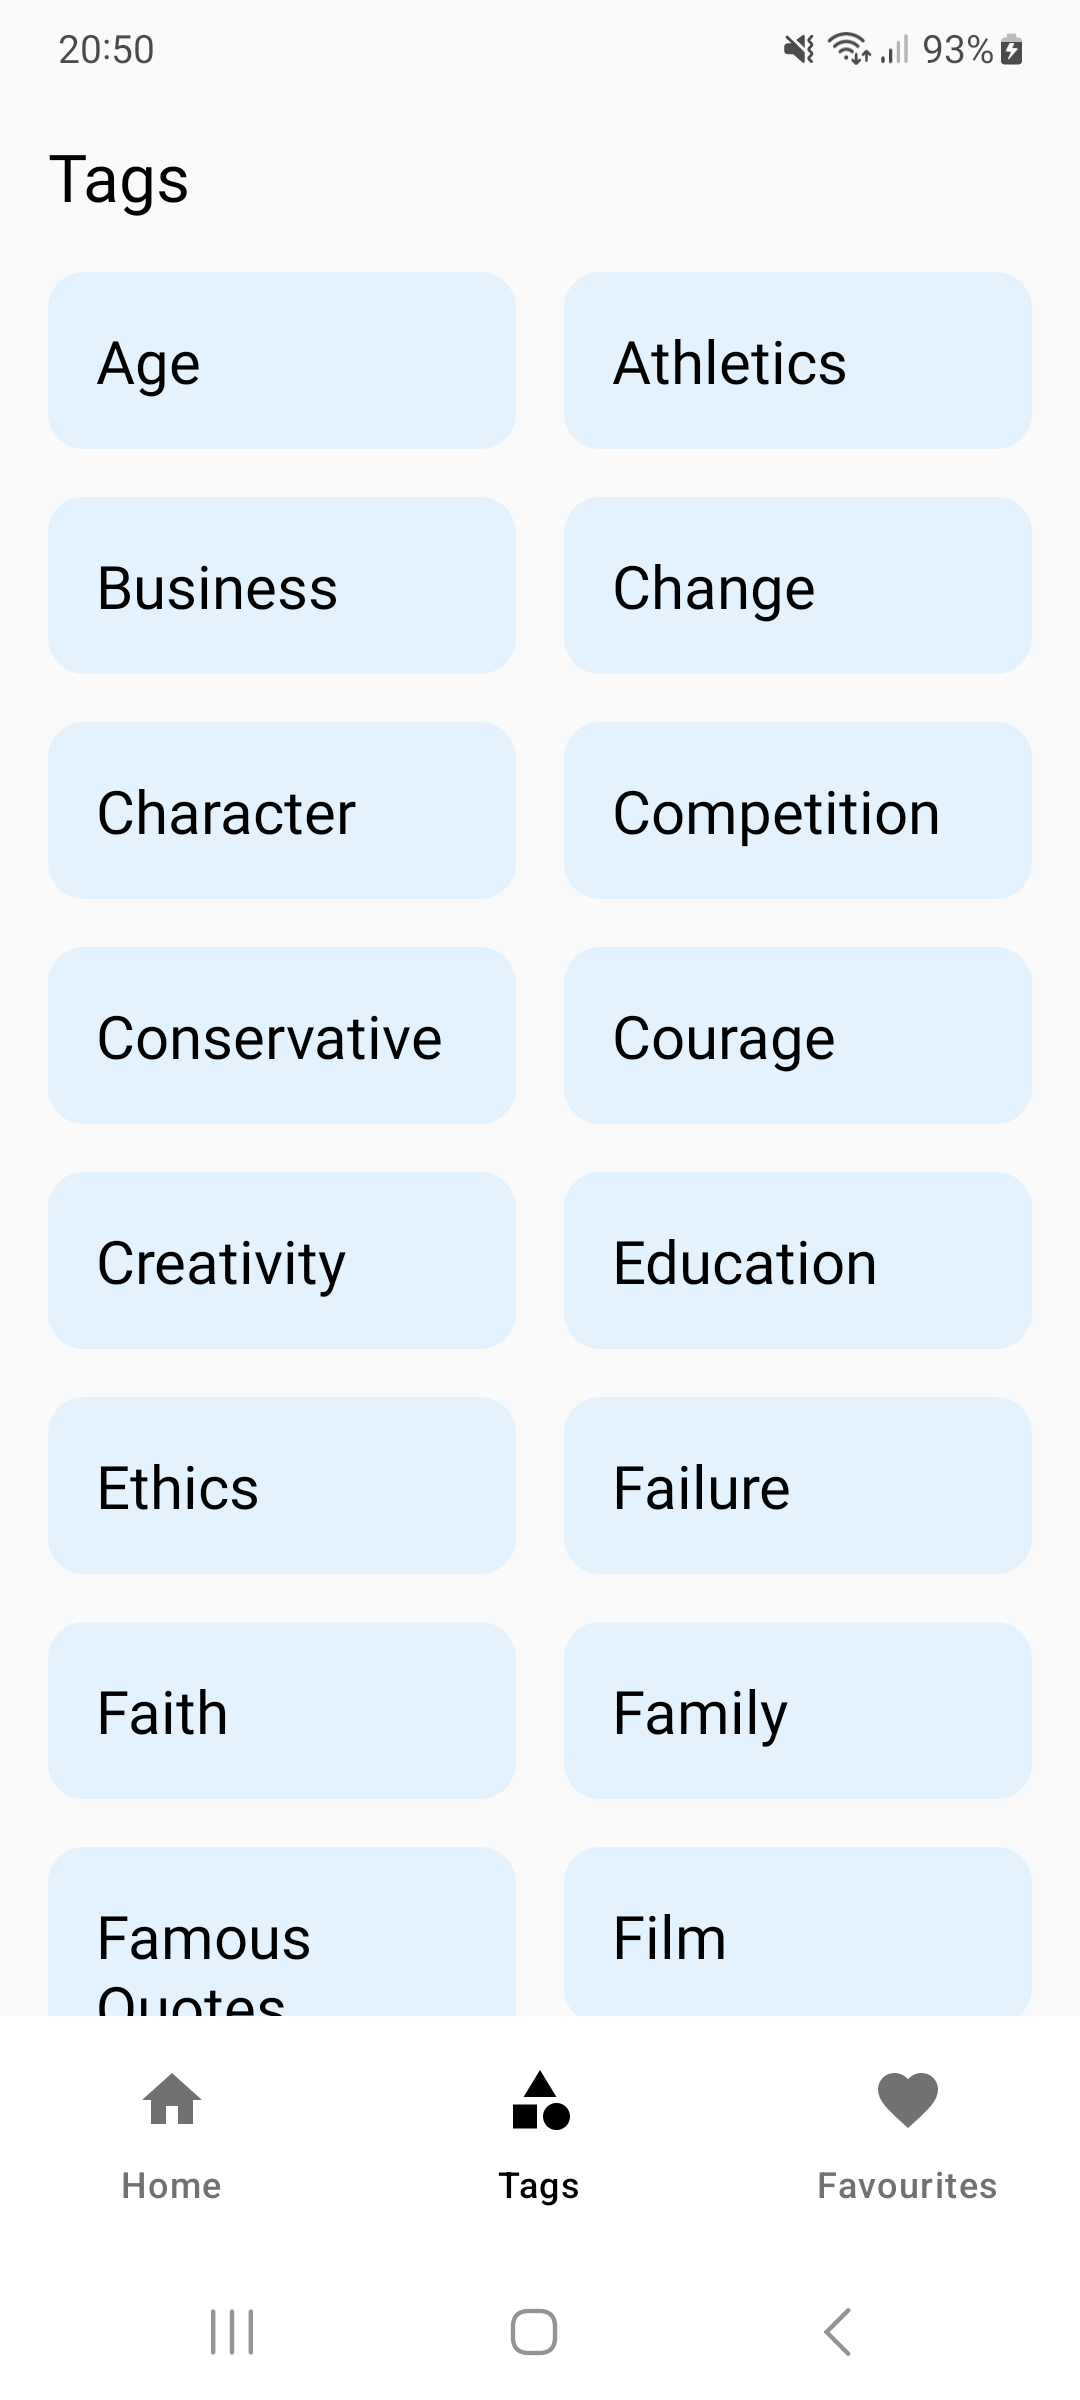 20:50
93%
Tags
Age
Athletics
Business
Change
Character
Competition
Conservative
Courage
Creativity
Education
Ethics
Failure
Faith
Family
Famous
Quotes
Film
Home
Tags
Favourites